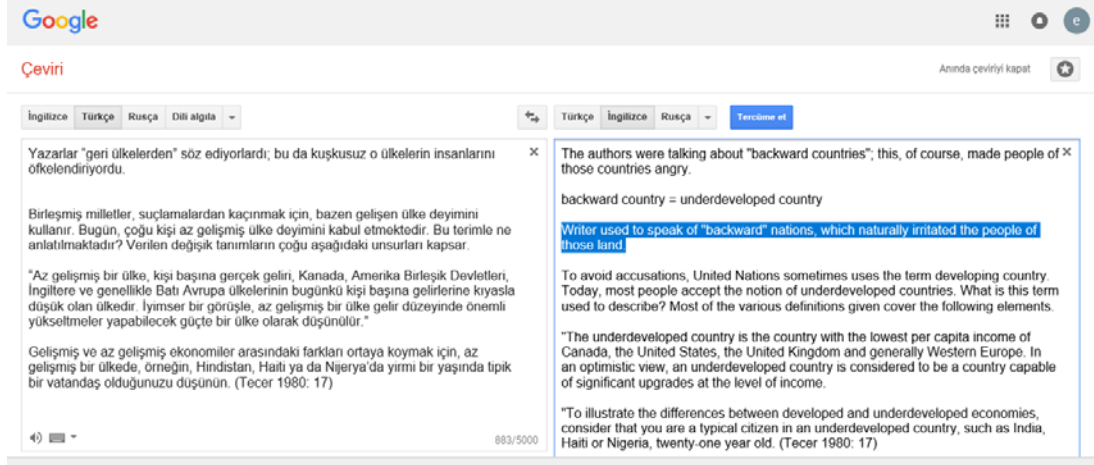 Google
e
Çeviri
Anında çeviriyi kapat
İngilizce Türkçe Rusça Dili algıla
Türkçe İngilizce Rusça Tercüme et
Yazarlar "geri ülkelerden" söz ediyorlardı; bu da kuşkusuz o ülkelerin insanlarını
öfkelendiriyordu.
Birleşmiş milletler, suçlamalardan kaçınmak için, bazen gelişen ülke deyimini
kullanır. Bugün, çoğu kişi az gelişmiş ülke deyimini kabul etmektedir. Bu terimle ne
anlatılmaktadır? Verilen değişik tanımların çoğu aşağıdaki unsurları kapsar.
"Az gelişmiş bir ülke, kişi başına gerçek geliri, Kanada, Amerika Birleşik Devletleri,
İngiltere ve genellikle Batı Avrupa ülkelerinin bugünkü kişi başına gelirlerine kıyasla
düşük olan ülkedir. İyimser bir görüşle, az gelişmiş bir ülke gelir düzeyinde önemli
yükseltmeler yapabilecek güçte bir ülke olarak düşünülür."
Gelişmiş ve az gelişmiş ekonomiler arasındaki farkları ortaya koymak için, az
gelişmiş bir ülkede, örneğin, Hindistan, Haiti ya da Nijerya'da yirmi bir yaşında tipik
bir vatandaş olduğunuzu düşünün. (Tecer 1980: 17)
883/5000
The authors were talking about "backward countries"; this, of course, made people of
those countries angry.
backward country = underdeveloped country
Writer used to speak of "backward" nations, which naturally irritated the people of
those land.
To avoid accusations, United Nations sometimes uses the term developing country.
Today, most people accept the notion of underdeveloped countries. What is this term
used to describe? Most of the various definitions given cover the following elements.
"The underdeveloped country is the country with the lowest per capita income of
Canada, the United States, the United Kingdom and generally Western Europe. In
an optimistic view, an underdeveloped country is considered to be a country capable
of significant upgrades at the level of income.
"To illustrate the differences between developed and underdeveloped economies,
consider that you are a typical citizen in an underdeveloped country, such as India,
Haiti or Nigeria, twenty-one year old. (Tecer 1980: 17)